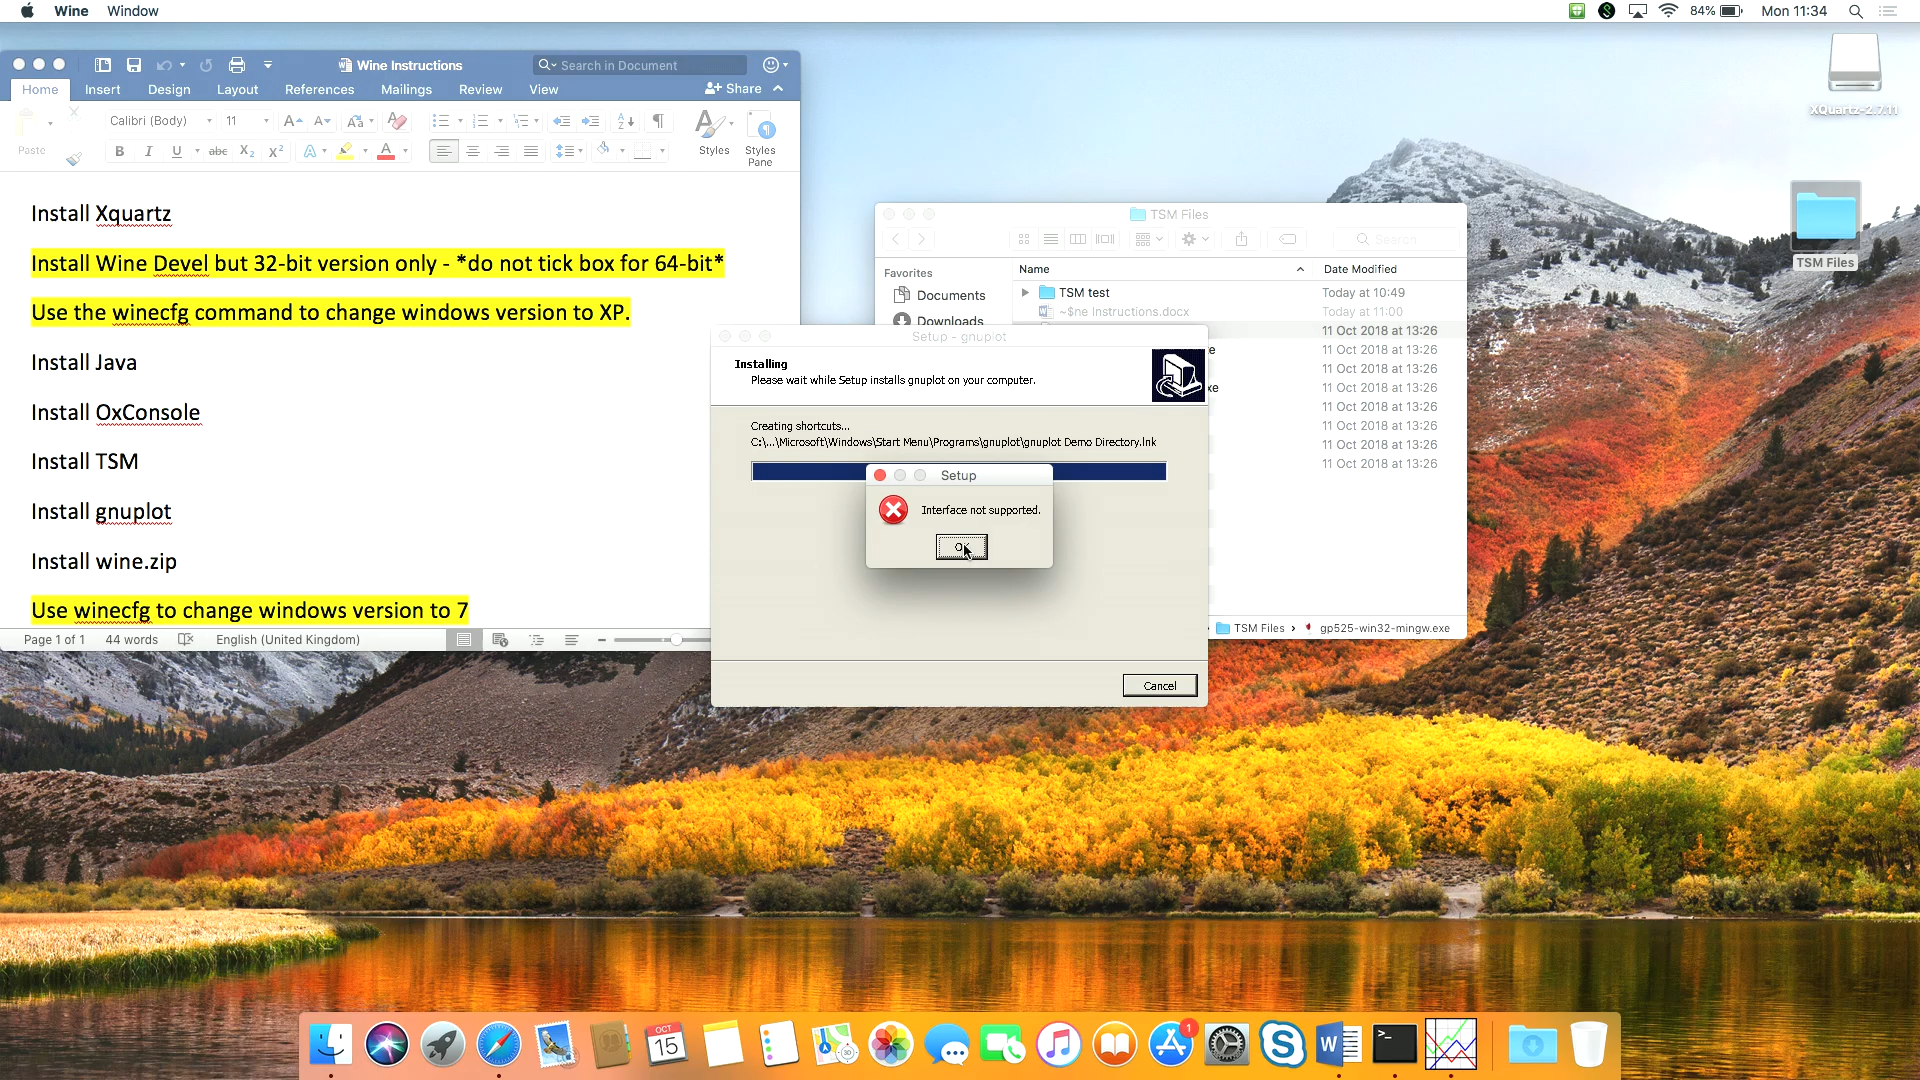 Wine Window
84% Mon 11:34
Wine Instructions
Search in Document
Home Insert Design Layout References Mailings Review View Share
Paste
Calibri (Body) 11
Styles
Styles Pane
Install Xquartz
Install Wine Devel but 32-bit version only - *do not tick box for 64-bit*
Use the winecfg command to change windows version to XP.
Install Java
Install OxConsole
Install TSM
Install gnuplot
Install wine.zip
Use winecfg to change windows version to 7
Page 1 of 1 44 words English (United Kingdom)
XQuartz-2.7.11
TSM Files
TSM Files
Search
Favorites
Documents
Downloads
Name Date Modified
TSM test Today at 10:49
~$ne Instructions.docx Today at 11:00
11 Oct 2018 at 13:26
e 11 Oct 2018 at 13:26
11 Oct 2018 at 13:26
xe 11 Oct 2018 at 13:26
11 Oct 2018 at 13:26
11 Oct 2018 at 13:26
11 Oct 2018 at 13:26
11 Oct 2018 at 13:26
TSM Files › gp525-win32-mingw.exe
Setup - gnuplot
Installing
Please wait while Setup installs gnuplot on your computer.
Creating shortcuts...
C:\...\Microsoft\Windows\Start Menu\Programs\gnuplot\gnuplot Demo Directory.lnk
Setup
Interface not supported.
OK
Cancel
OCT
15
1